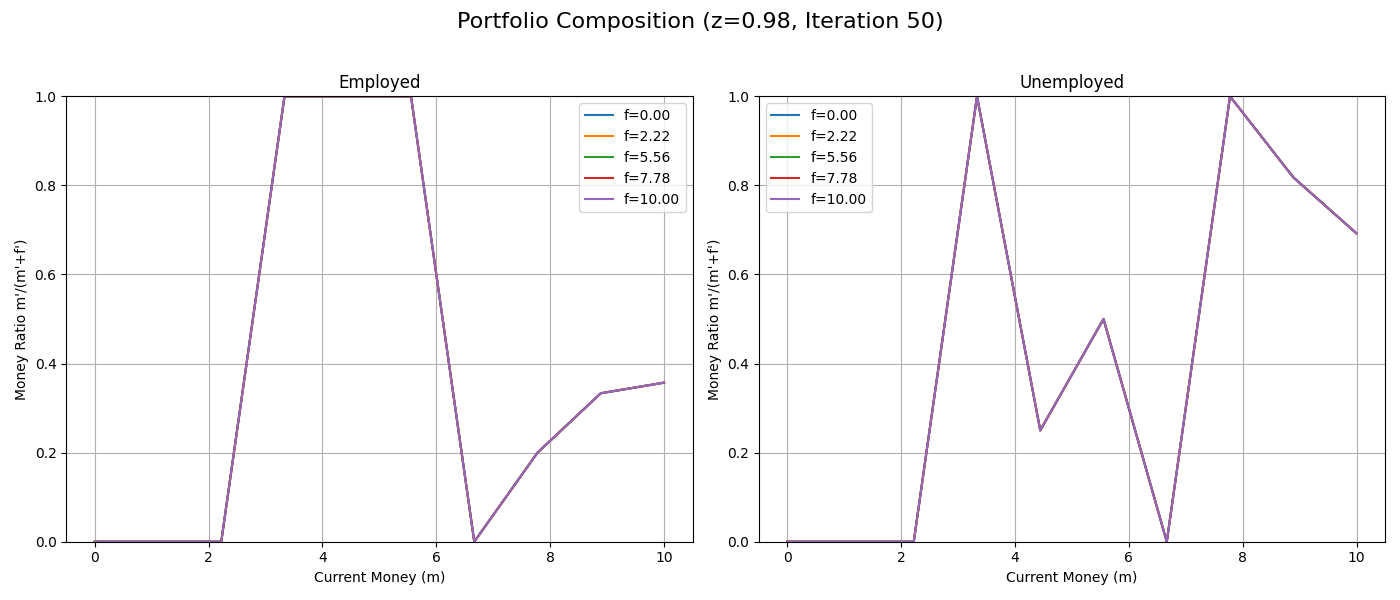 Portfolio Composition (z=0.98, Iteration 50)
Employed
Money Ratio m'/(m'+f')
1.0
0.8
0.6
0.4
0.2
0.0
f=0.00
f=2.22
f=5.56
f=7.78
f=10.00
0 2 4 6 8 10
Current Money (m)
Unemployed
Money Ratio m'/(m'+f')
1.0
0.8
0.6
0.4
0.2
0.0
f=0.00
f=2.22
f=5.56
f=7.78
f=10.00
0 2 4 6 8 10
Current Money (m)